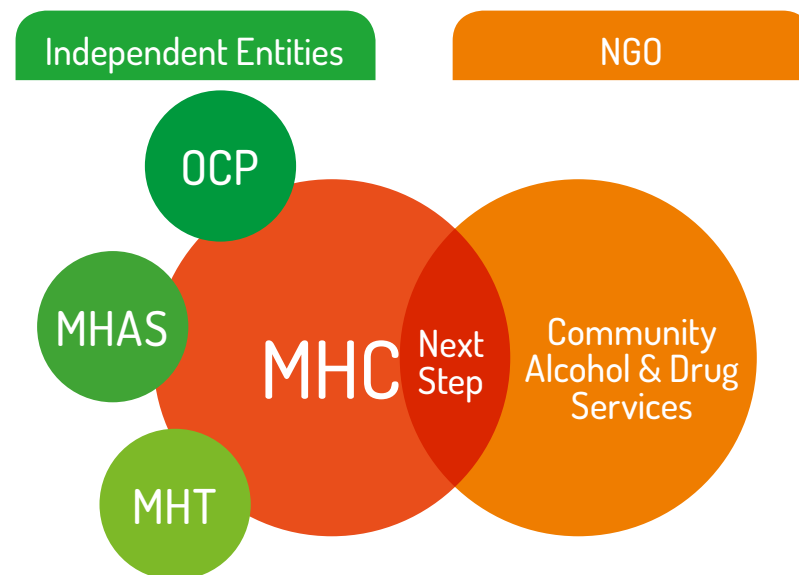 Independent Entities
NGO
OCP
MHAS
MHC
Next
Step
Community
Alcohol & Drug
Services
MHT